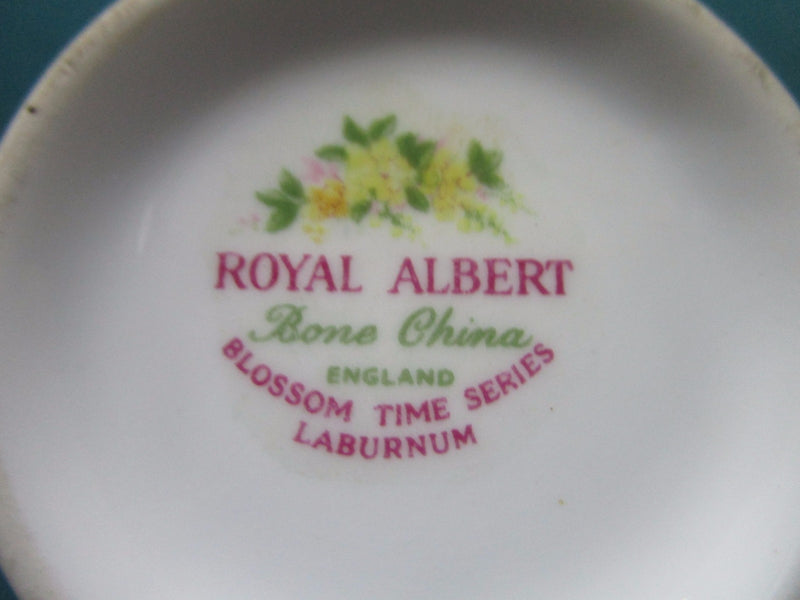 ROYAL ALBERT
Bone China
ENGLAND
BLOSSOM TIME SERIES
LABURNUM